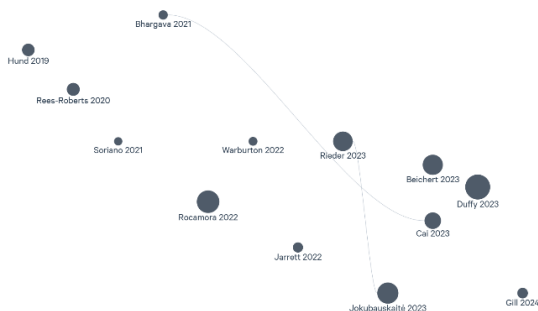 Bhargava 2021
Hund 2019
Rees-Roberts 2020
Soriano 2021
Warburton 2022
Rieder 2023
Beichert 2023
Duffy 2023
Rocamora 2022
Cai 2023
Jarrett 2022
Jokubauskaitė 2023
Gill 2024